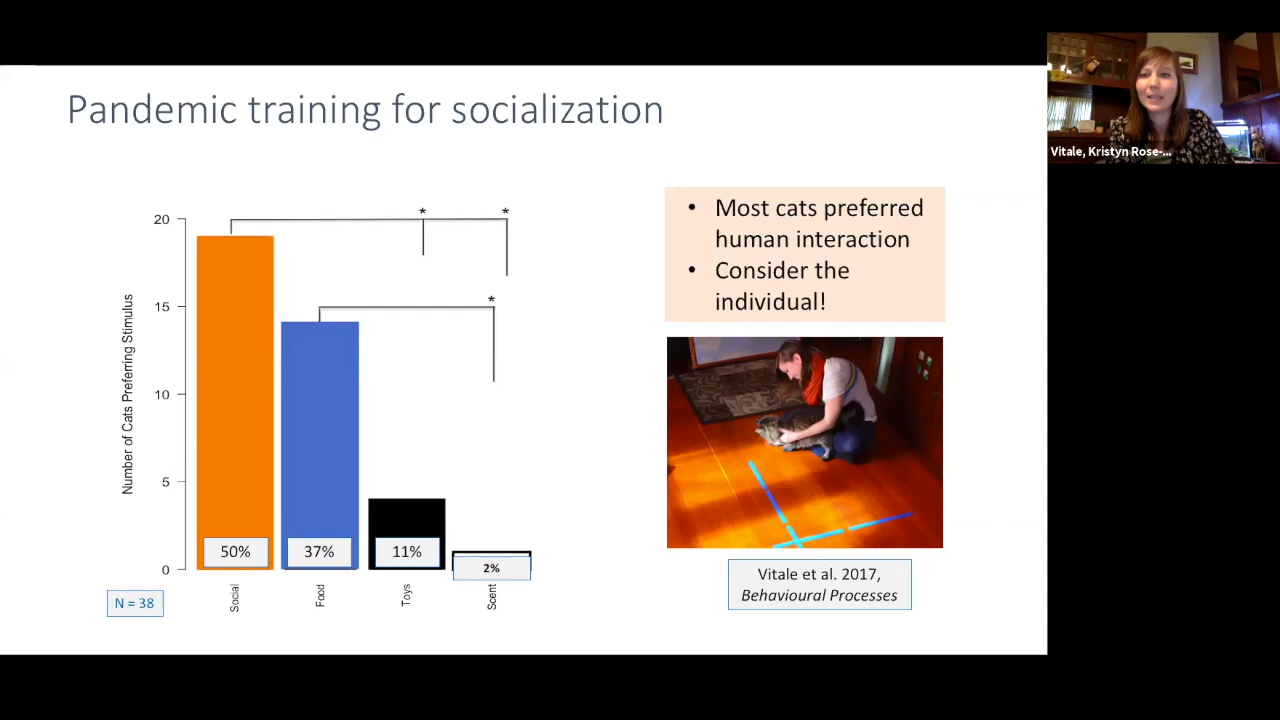 Pandemic training for socialization
Vitale, Kristyn Rose-...
• Most cats preferred
human interaction
• Consider the
individual!
Number of Cats Preferring Stimulus
20
15
10
5
0
*
*
*
50%
37%
11%
2%
Social
Food
Toys
Scent
N = 38
Vitale et al. 2017,
Behavioural Processes